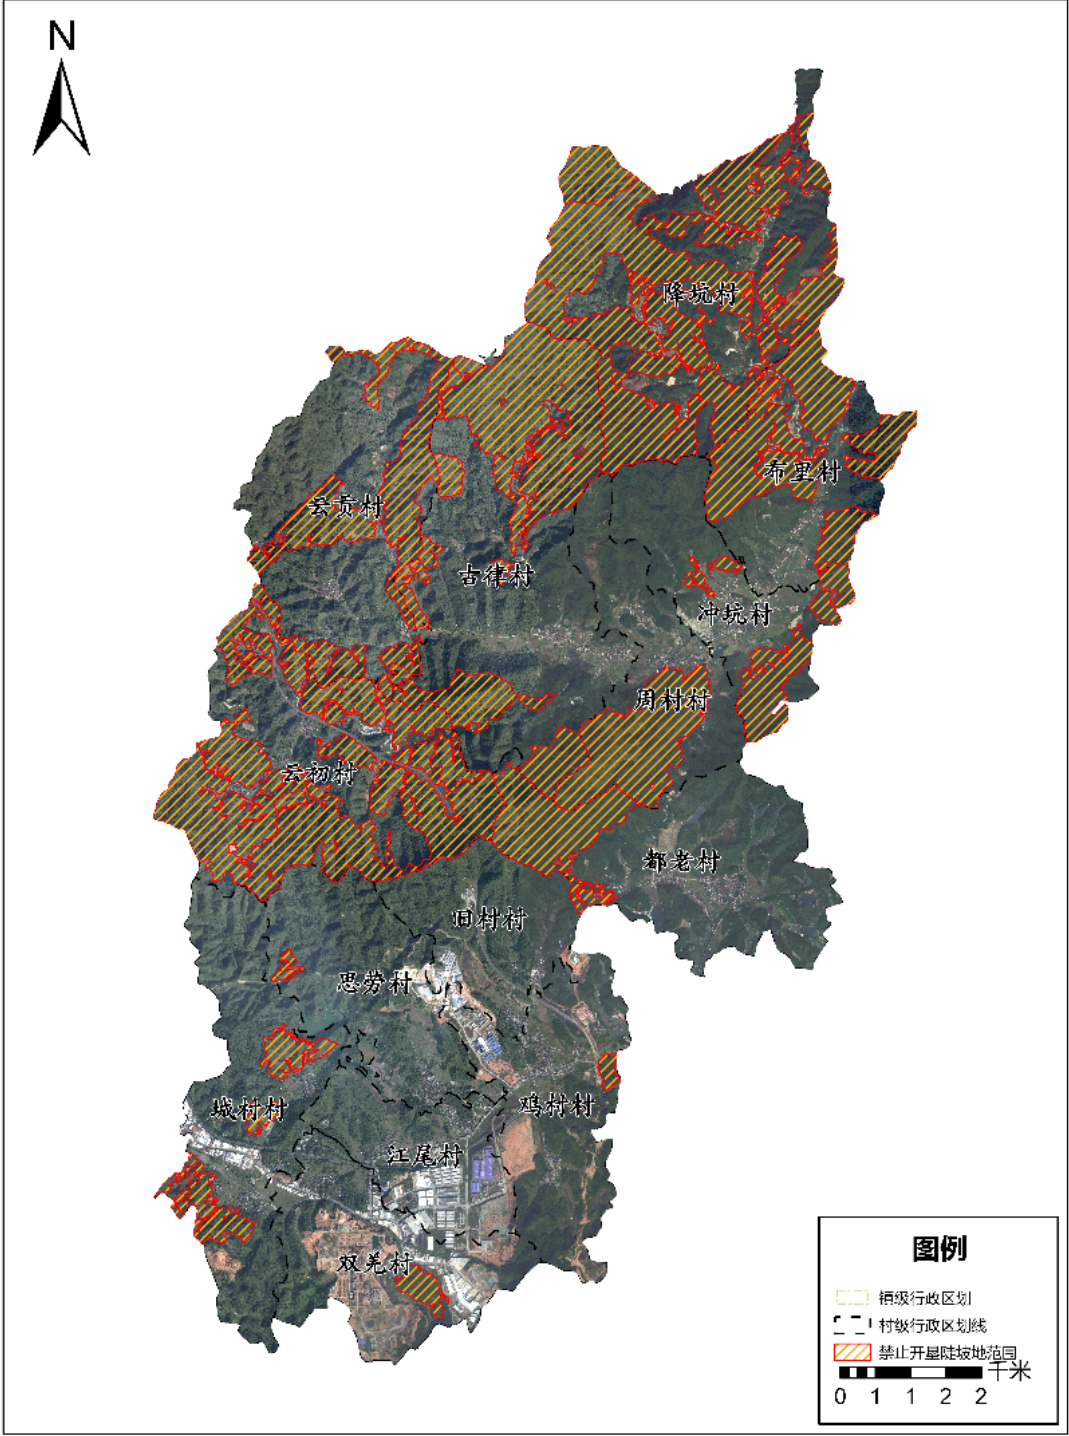 N
降坑村
布里村
云贡村
古律村
冲坑村
周村村
云初村
都老村
旧村村
思劳村
城村村
鸡村村
江尾村
双羌村
图例
镇级行政区划
村级行政区划线
禁止开垦陡坡地范围
千米
0 1 1 2 2